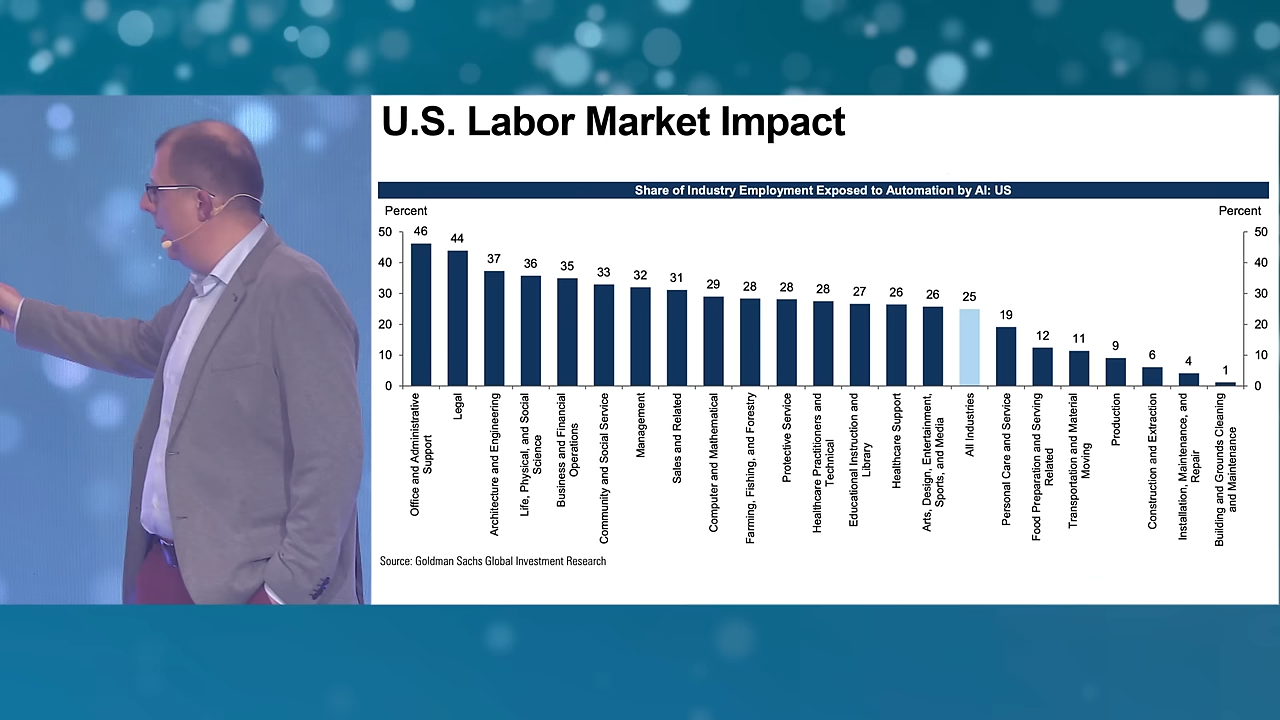 U.S. Labor Market Impact
Share of Industry Employment Exposed to Automation by AI: US
Percent
Percent
50
40
30
20
10
0
46
44
37
36
35
33
32
31
29
28
28
28
27
26
26
25
19
12
11
9
6
4
1
50
40
30
20
10
0
Office and Administrative
Support
Legal
Architecture and Engineering
Life, Physical, and Social
Science
Business and Financial
Operations
Community and Social Service
Management
Sales and Related
Computer and Mathematical
Farming, Fishing, and Forestry
Protective Service
Healthcare Practitioners and
Technical
Educational Instruction and
Library
Healthcare Support
Arts, Design, Entertainment,
Sports, and Media
All Industries
Personal Care and Service
Food Preparation and Serving
Related
Transportation and Material
Moving
Production
Construction and Extraction
Installation, Maintenance, and
Repair
Building and Grounds Cleaning
and Maintenance
Source: Goldman Sachs Global Investment Research